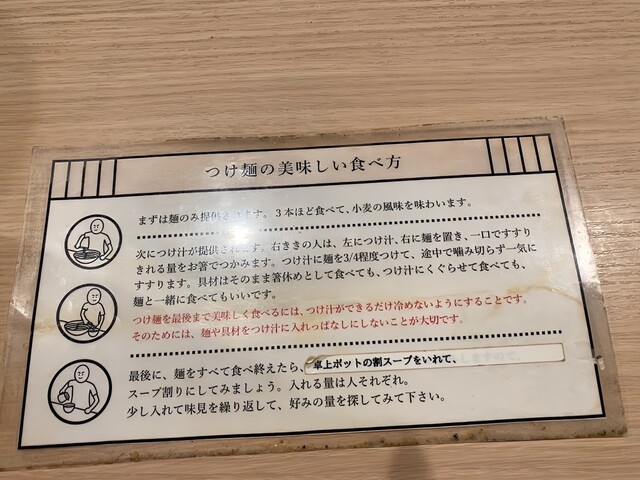 つけ麺の美味しい食べ方
まずは麺のみ提供されます。3本ほど食べて、小麦の風味を味わいます。
次につけ汁が提供されます。右ききの人は、左につけ汁、右に麺を置き、一口ですすり
きれる量をお箸でつかみます。つけ汁に麺を3/4程度つけて、途中で噛み切らず一気に
すすります。具材はそのまま箸休めとして食べても、つけ汁にくぐらせて食べても、
麺と一緒に食べてもいいです。
つけ麺を最後まで美味しく食べるには、つけ汁ができるだけ冷めないようにすることです。
そのためには、麺や具材をつけ汁に入れっぱなしにしないことが大切です。
最後に、麺をすべて食べ終えたら、卓上ポットの割スープをいれて、
スープ割りにしてみましょう。入れる量は人それぞれ。
少し入れて味見を繰り返して、好みの量を探してみて下さい。